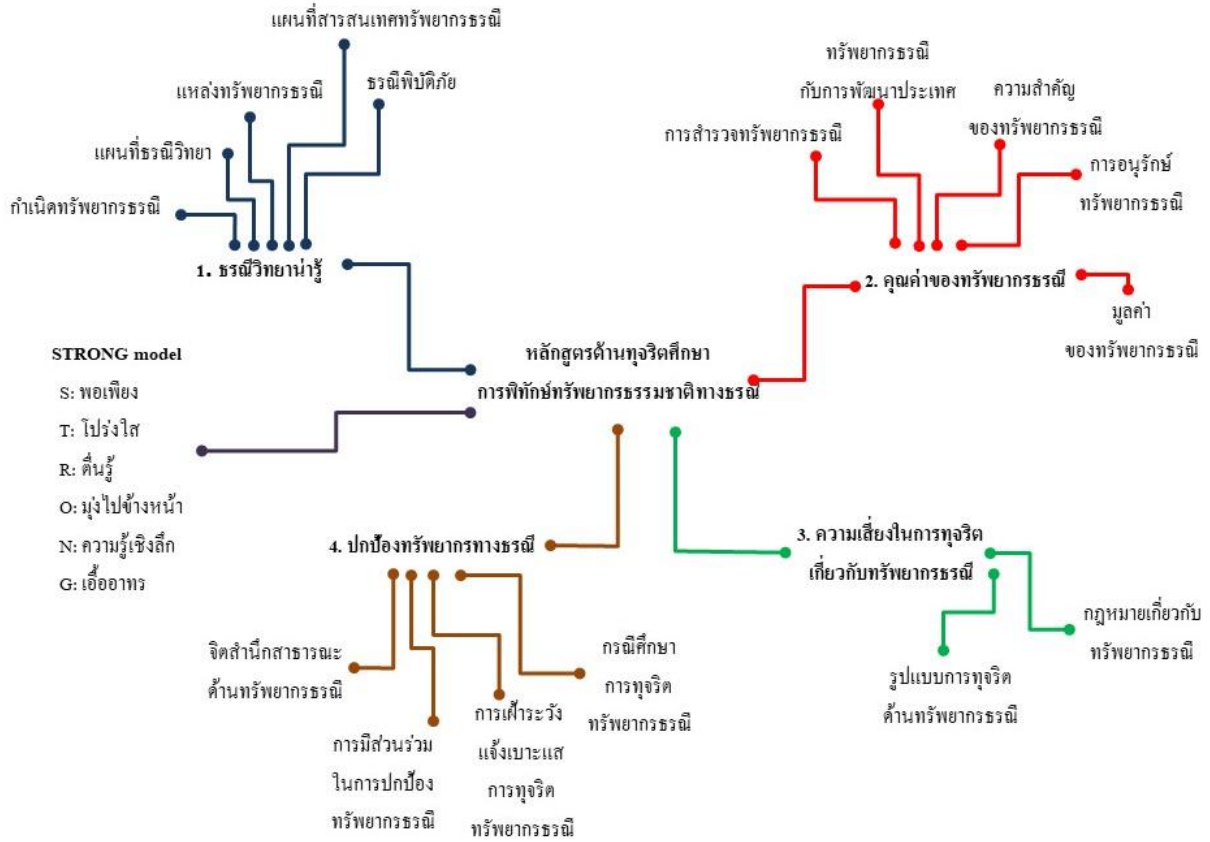 แผนที่สารสนเทศทรัพยากรธรณี
แหล่งทรัพยากรธรณี
ธรณีพิบัติภัย
แผนที่ธรณีวิทยา
กำเนิดทรัพยากรธรณี
1. ธรณีวิทยาน่ารู้
ทรัพยากรธรณี
กับการพัฒนาประเทศ
ความสำคัญ
ของทรัพยากรธรณี
การสำรวจทรัพยากรธรณี
การอนุรักษ์
ทรัพยากรธรณี
2. คุณค่าของทรัพยากรธรณี
มูลค่า
ของทรัพยากรธรณี
หลักสูตรต้านทุจริตศึกษา
การพิทักษ์ทรัพยากรธรรมชาติทางธรณี
STRONG model
S: พอเพียง
T: โปร่งใส
R: ตื่นรู้
O: มุ่งไปข้างหน้า
N: ความรู้เชิงลึก
G: เอื้ออาทร
4. ปกป้องทรัพยากรทางธรณี
จิตสำนึกสาธารณะ
ด้านทรัพยากรธรณี
การมีส่วนร่วม
ในการปกป้อง
ทรัพยากรธรณี
การเฝ้าระวัง
แจ้งเบาะแส
การทุจริต
ทรัพยากรธรณี
กรณีศึกษา
การทุจริต
ทรัพยากรธรณี
3. ความเสี่ยงในการทุจริต
เกี่ยวกับทรัพยากรธรณี
รูปแบบการทุจริต
ด้านทรัพยากรธรณี
กฎหมายเกี่ยวกับ
ทรัพยากรธรณี